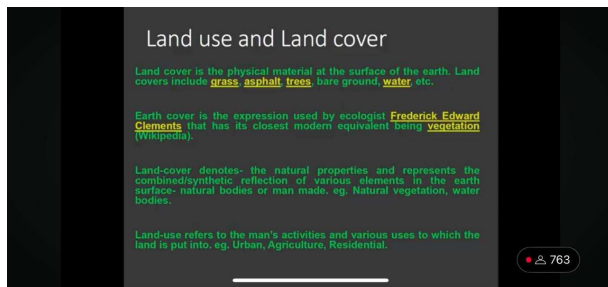 Land use and Land cover
Land cover is the physical material at the surface of the earth. Land
covers include grass, asphalt, trees, bare ground, water, etc.
Earth cover is the expression used by ecologist Frederick Edward
Clements that has its closest modern equivalent being vegetation
(Wikipedia).
Land-cover denotes- the natural properties and represents the
combined/synthetic reflection of various elements in the earth
surface- natural bodies or man made. eg. Natural vegetation, water
bodies.
Land-use refers to the man's activities and various uses to which the
land is put into. eg. Urban, Agriculture, Residential.
763